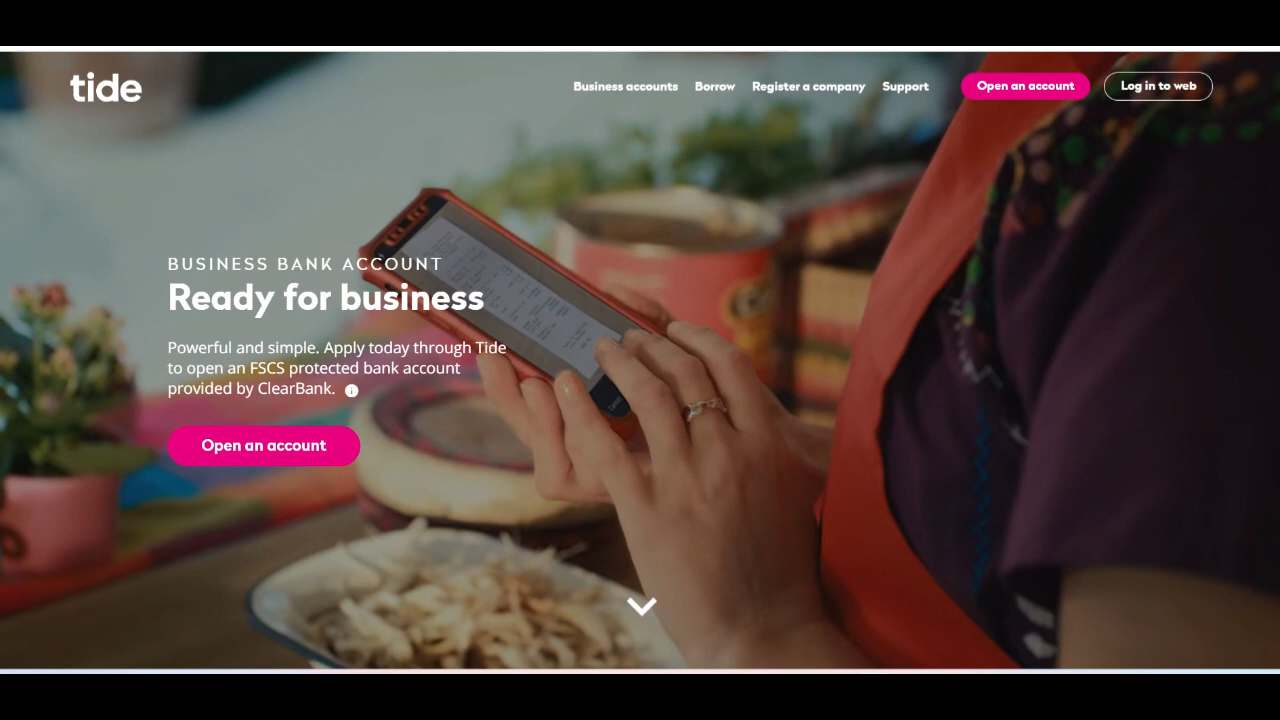 tide
Business accounts
Borrow
Register a company
Support
Open an account
Log in to web
BUSINESS BANK ACCOUNT
Ready for business
Powerful and simple. Apply today through Tide
to open an FSCS protected bank account
provided by ClearBank.
Open an account